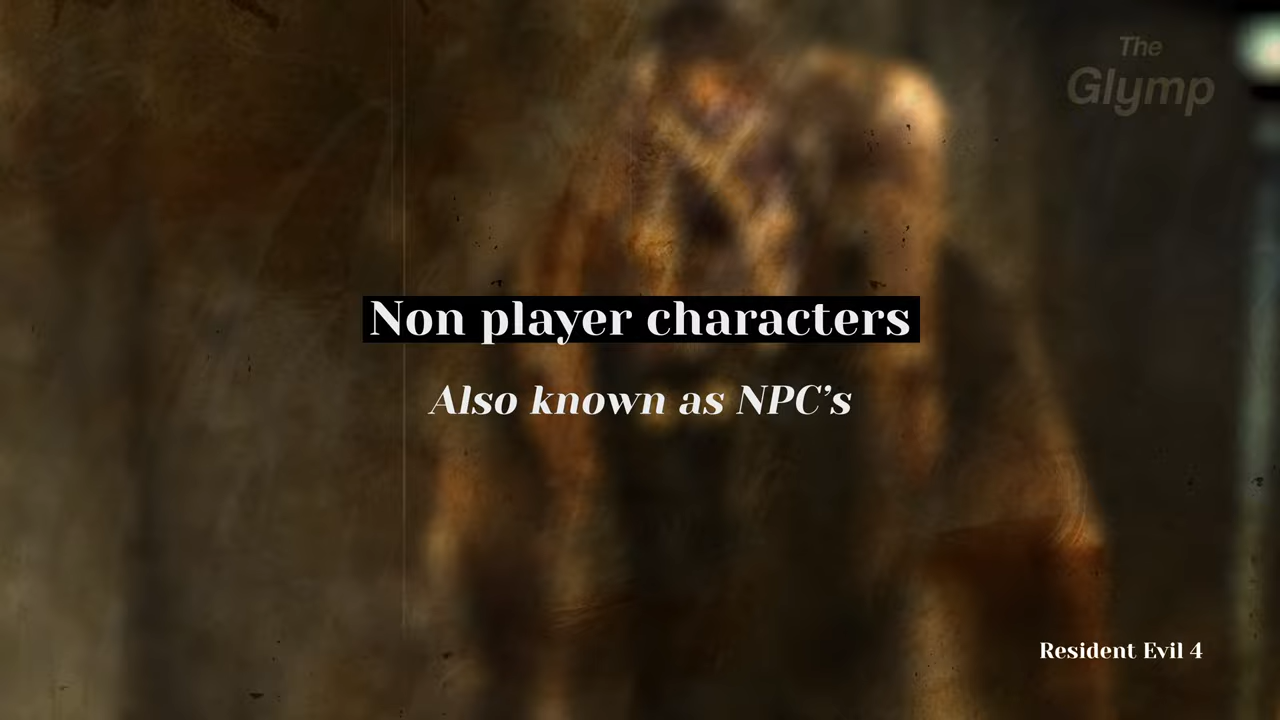 The
Glymp
Non player characters
Also known as NPC’s
Resident Evil 4